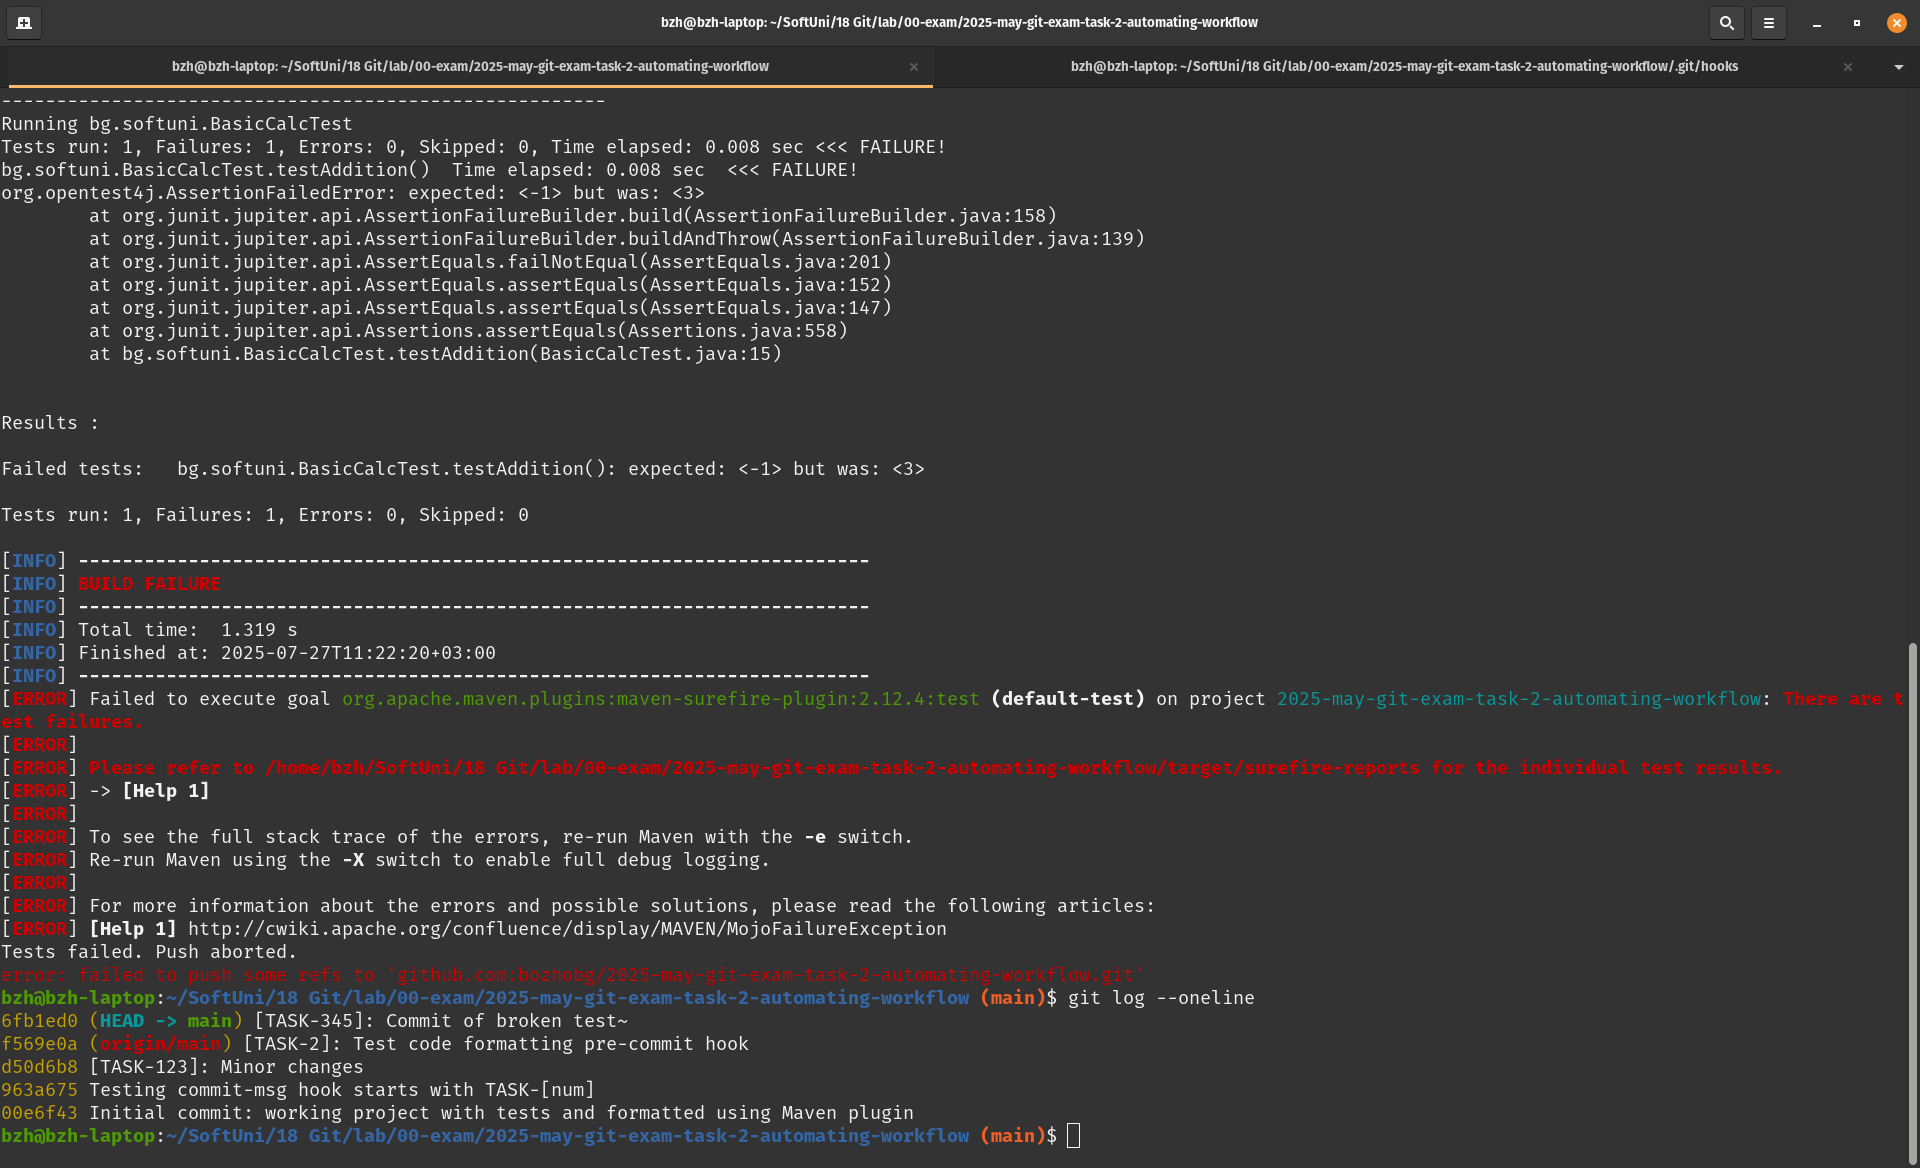 bzh@bzh-laptop: ~/SoftUni/18 Git/lab/00-exam/2025-may-git-exam-task-2-automating-workflow
bzh@bzh-laptop: ~/SoftUni/18 Git/lab/00-exam/2025-may-git-exam-task-2-automating-workflow
bzh@bzh-laptop: ~/SoftUni/18 Git/lab/00-exam/2025-may-git-exam-task-2-automating-workflow/.git/hooks
-------------------------------------------------------
Running bg.softuni.BasicCalcTest
Tests run: 1, Failures: 1, Errors: 0, Skipped: 0, Time elapsed: 0.008 sec <<< FAILURE!
bg.softuni.BasicCalcTest.testAddition()  Time elapsed: 0.008 sec  <<< FAILURE!
org.opentest4j.AssertionFailedError: expected: <-1> but was: <3>
        at org.junit.jupiter.api.AssertionFailureBuilder.build(AssertionFailureBuilder.java:158)
        at org.junit.jupiter.api.AssertionFailureBuilder.buildAndThrow(AssertionFailureBuilder.java:139)
        at org.junit.jupiter.api.AssertEquals.failNotEqual(AssertEquals.java:201)
        at org.junit.jupiter.api.AssertEquals.assertEquals(AssertEquals.java:152)
        at org.junit.jupiter.api.AssertEquals.assertEquals(AssertEquals.java:147)
        at org.junit.jupiter.api.Assertions.assertEquals(Assertions.java:558)
        at bg.softuni.BasicCalcTest.testAddition(BasicCalcTest.java:15)
Results :
Failed tests:   bg.softuni.BasicCalcTest.testAddition(): expected: <-1> but was: <3>
Tests run: 1, Failures: 1, Errors: 0, Skipped: 0
[INFO] ------------------------------------------------------------------------
[INFO] BUILD FAILURE
[INFO] ------------------------------------------------------------------------
[INFO] Total time:  1.319 s
[INFO] Finished at: 2025-07-27T11:22:20+03:00
[INFO] ------------------------------------------------------------------------
[ERROR] Failed to execute goal org.apache.maven.plugins:maven-surefire-plugin:2.12.4:test (default-test) on project 2025-may-git-exam-task-2-automating-workflow: There are t
est failures.
[ERROR]
[ERROR] Please refer to /home/bzh/SoftUni/18 Git/lab/00-exam/2025-may-git-exam-task-2-automating-workflow/target/surefire-reports for the individual test results.
[ERROR] -> [Help 1]
[ERROR]
[ERROR] To see the full stack trace of the errors, re-run Maven with the -e switch.
[ERROR] Re-run Maven using the -X switch to enable full debug logging.
[ERROR]
[ERROR] For more information about the errors and possible solutions, please read the following articles:
[ERROR] [Help 1] http://cwiki.apache.org/confluence/display/MAVEN/MojoFailureException
Tests failed. Push aborted.
error: failed to push some refs to 'github.com:bozhobg/2025-may-git-exam-task-2-automating-workflow.git'
bzh@bzh-laptop:~/SoftUni/18 Git/lab/00-exam/2025-may-git-exam-task-2-automating-workflow (main)$ git log --oneline
6fb1ed0 (HEAD -> main) [TASK-345]: Commit of broken test~
f569e0a (origin/main) [TASK-2]: Test code formatting pre-commit hook
d50d6b8 [TASK-123]: Minor changes
963a675 Testing commit-msg hook starts with TASK-[num]
00e6f43 Initial commit: working project with tests and formatted using Maven plugin
bzh@bzh-laptop:~/SoftUni/18 Git/lab/00-exam/2025-may-git-exam-task-2-automating-workflow (main)$